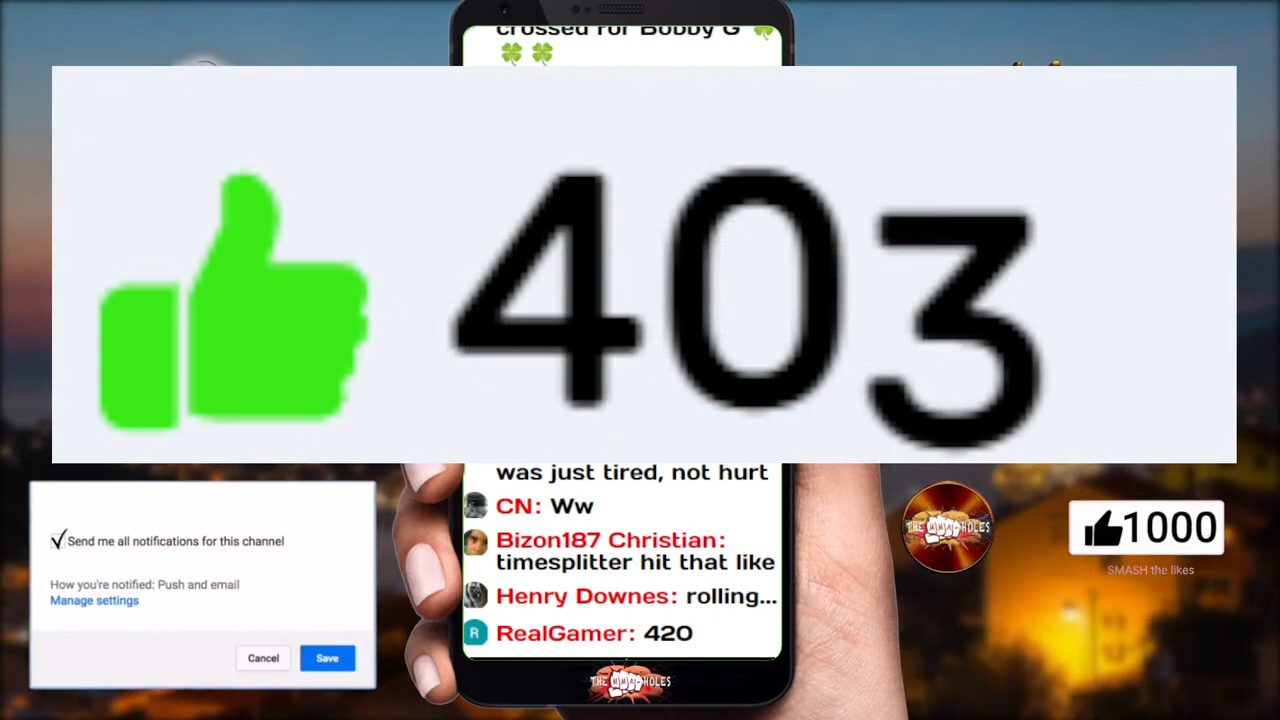 crossed for Bobby G 🍀
🍀 🍀
403
was just tired, not hurt
CN: Ww
Bizon187 Christian:
timesplitter hit that like
Henry Downes: rolling...
R RealGamer: 420
THE MMA-HOLES
Send me all notifications for this channel
How you're notified: Push and email
Manage settings
Cancel Save
THE MMA-HOLES
1000
SMASH the likes